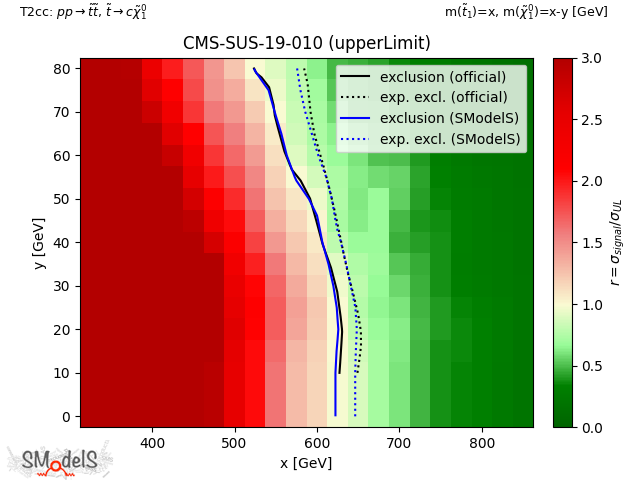 T2cc: pp → t̃t̃, t̃ → cχ̃₁⁰
m(t̃₁)=x, m(χ̃₁⁰)=x-y [GeV]
CMS-SUS-19-010 (upperLimit)
exclusion (official)
exp. excl. (official)
exclusion (SModelS)
exp. excl. (SModelS)
80
70
60
50
40
30
20
10
0
y [GeV]
400
500
600
700
800
x [GeV]
3.0
2.5
2.0
1.5
1.0
0.5
0.0
r = σ_signal/σ_UL
SModelS